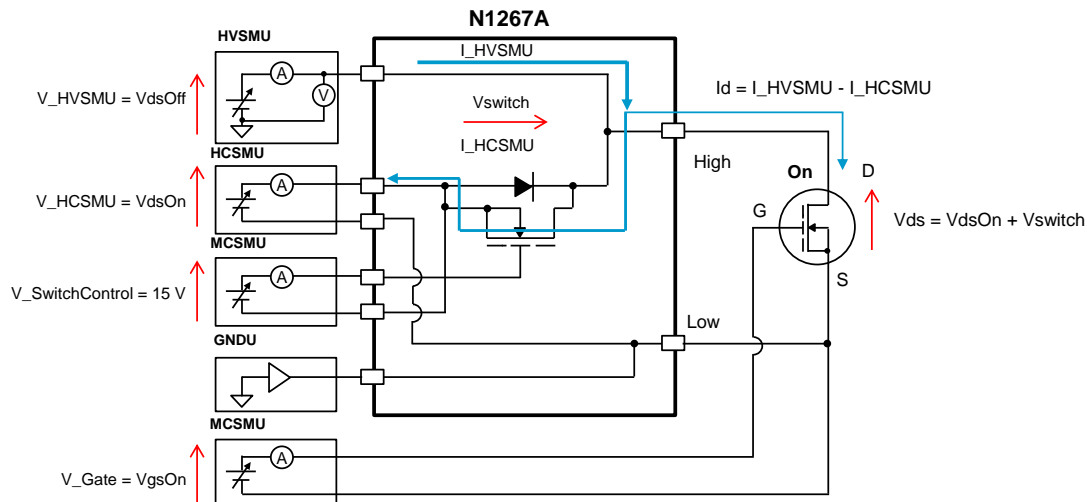 N1267A
HVSMU
I_HVSMU
A
V
V_HVSMU = VdsOff
Id = I_HVSMU - I_HCSMU
Vswitch
HCSMU
I_HCSMU
High
A
On
D
V_HCSMU = VdsOn
G
Vds = VdsOn + Vswitch
MCSMU
S
A
V_SwitchControl = 15 V
Low
GNDU
MCSMU
A
V_Gate = VgsOn